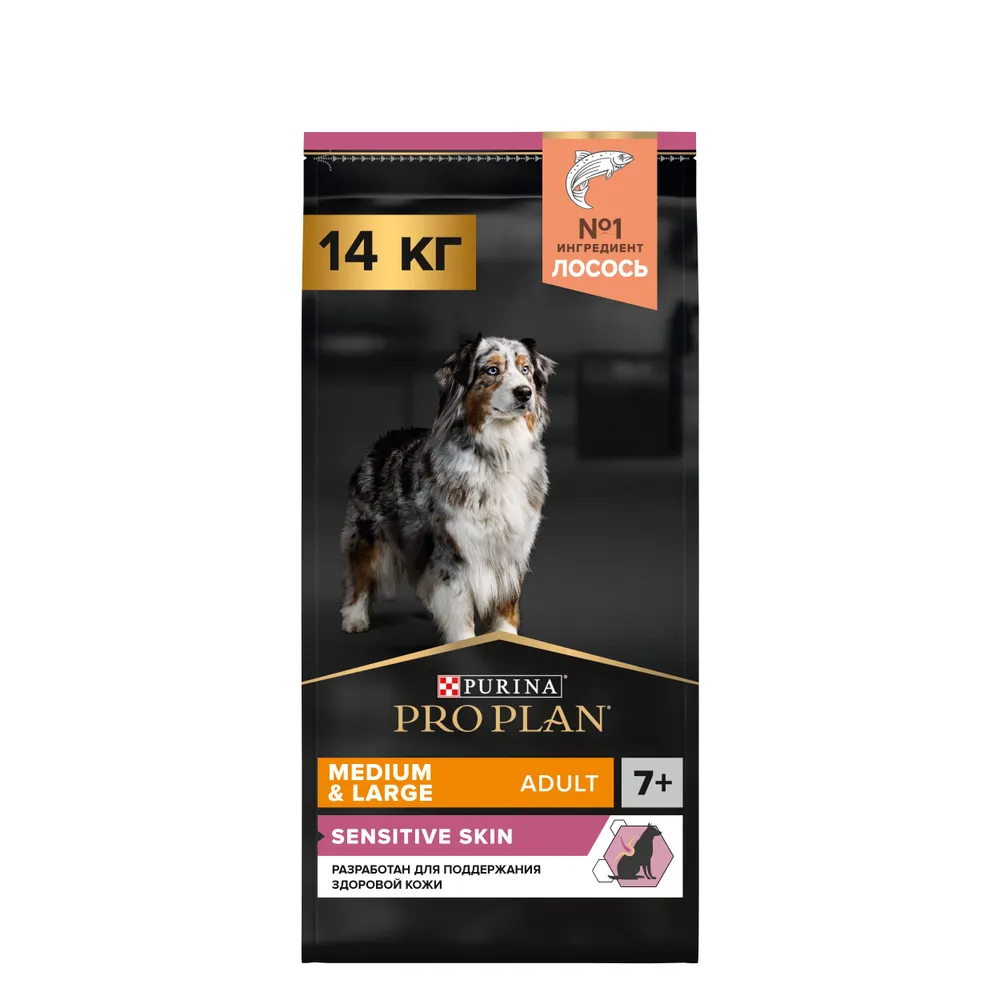 №1
ИНГРЕДИЕНТ
ЛОСОСЬ
14 КГ
PURINA®
PRO PLAN®
MEDIUM
& LARGE
ADULT
7+
SENSITIVE SKIN
РАЗРАБОТАН ДЛЯ ПОДДЕРЖАНИЯ
ЗДОРОВОЙ КОЖИ